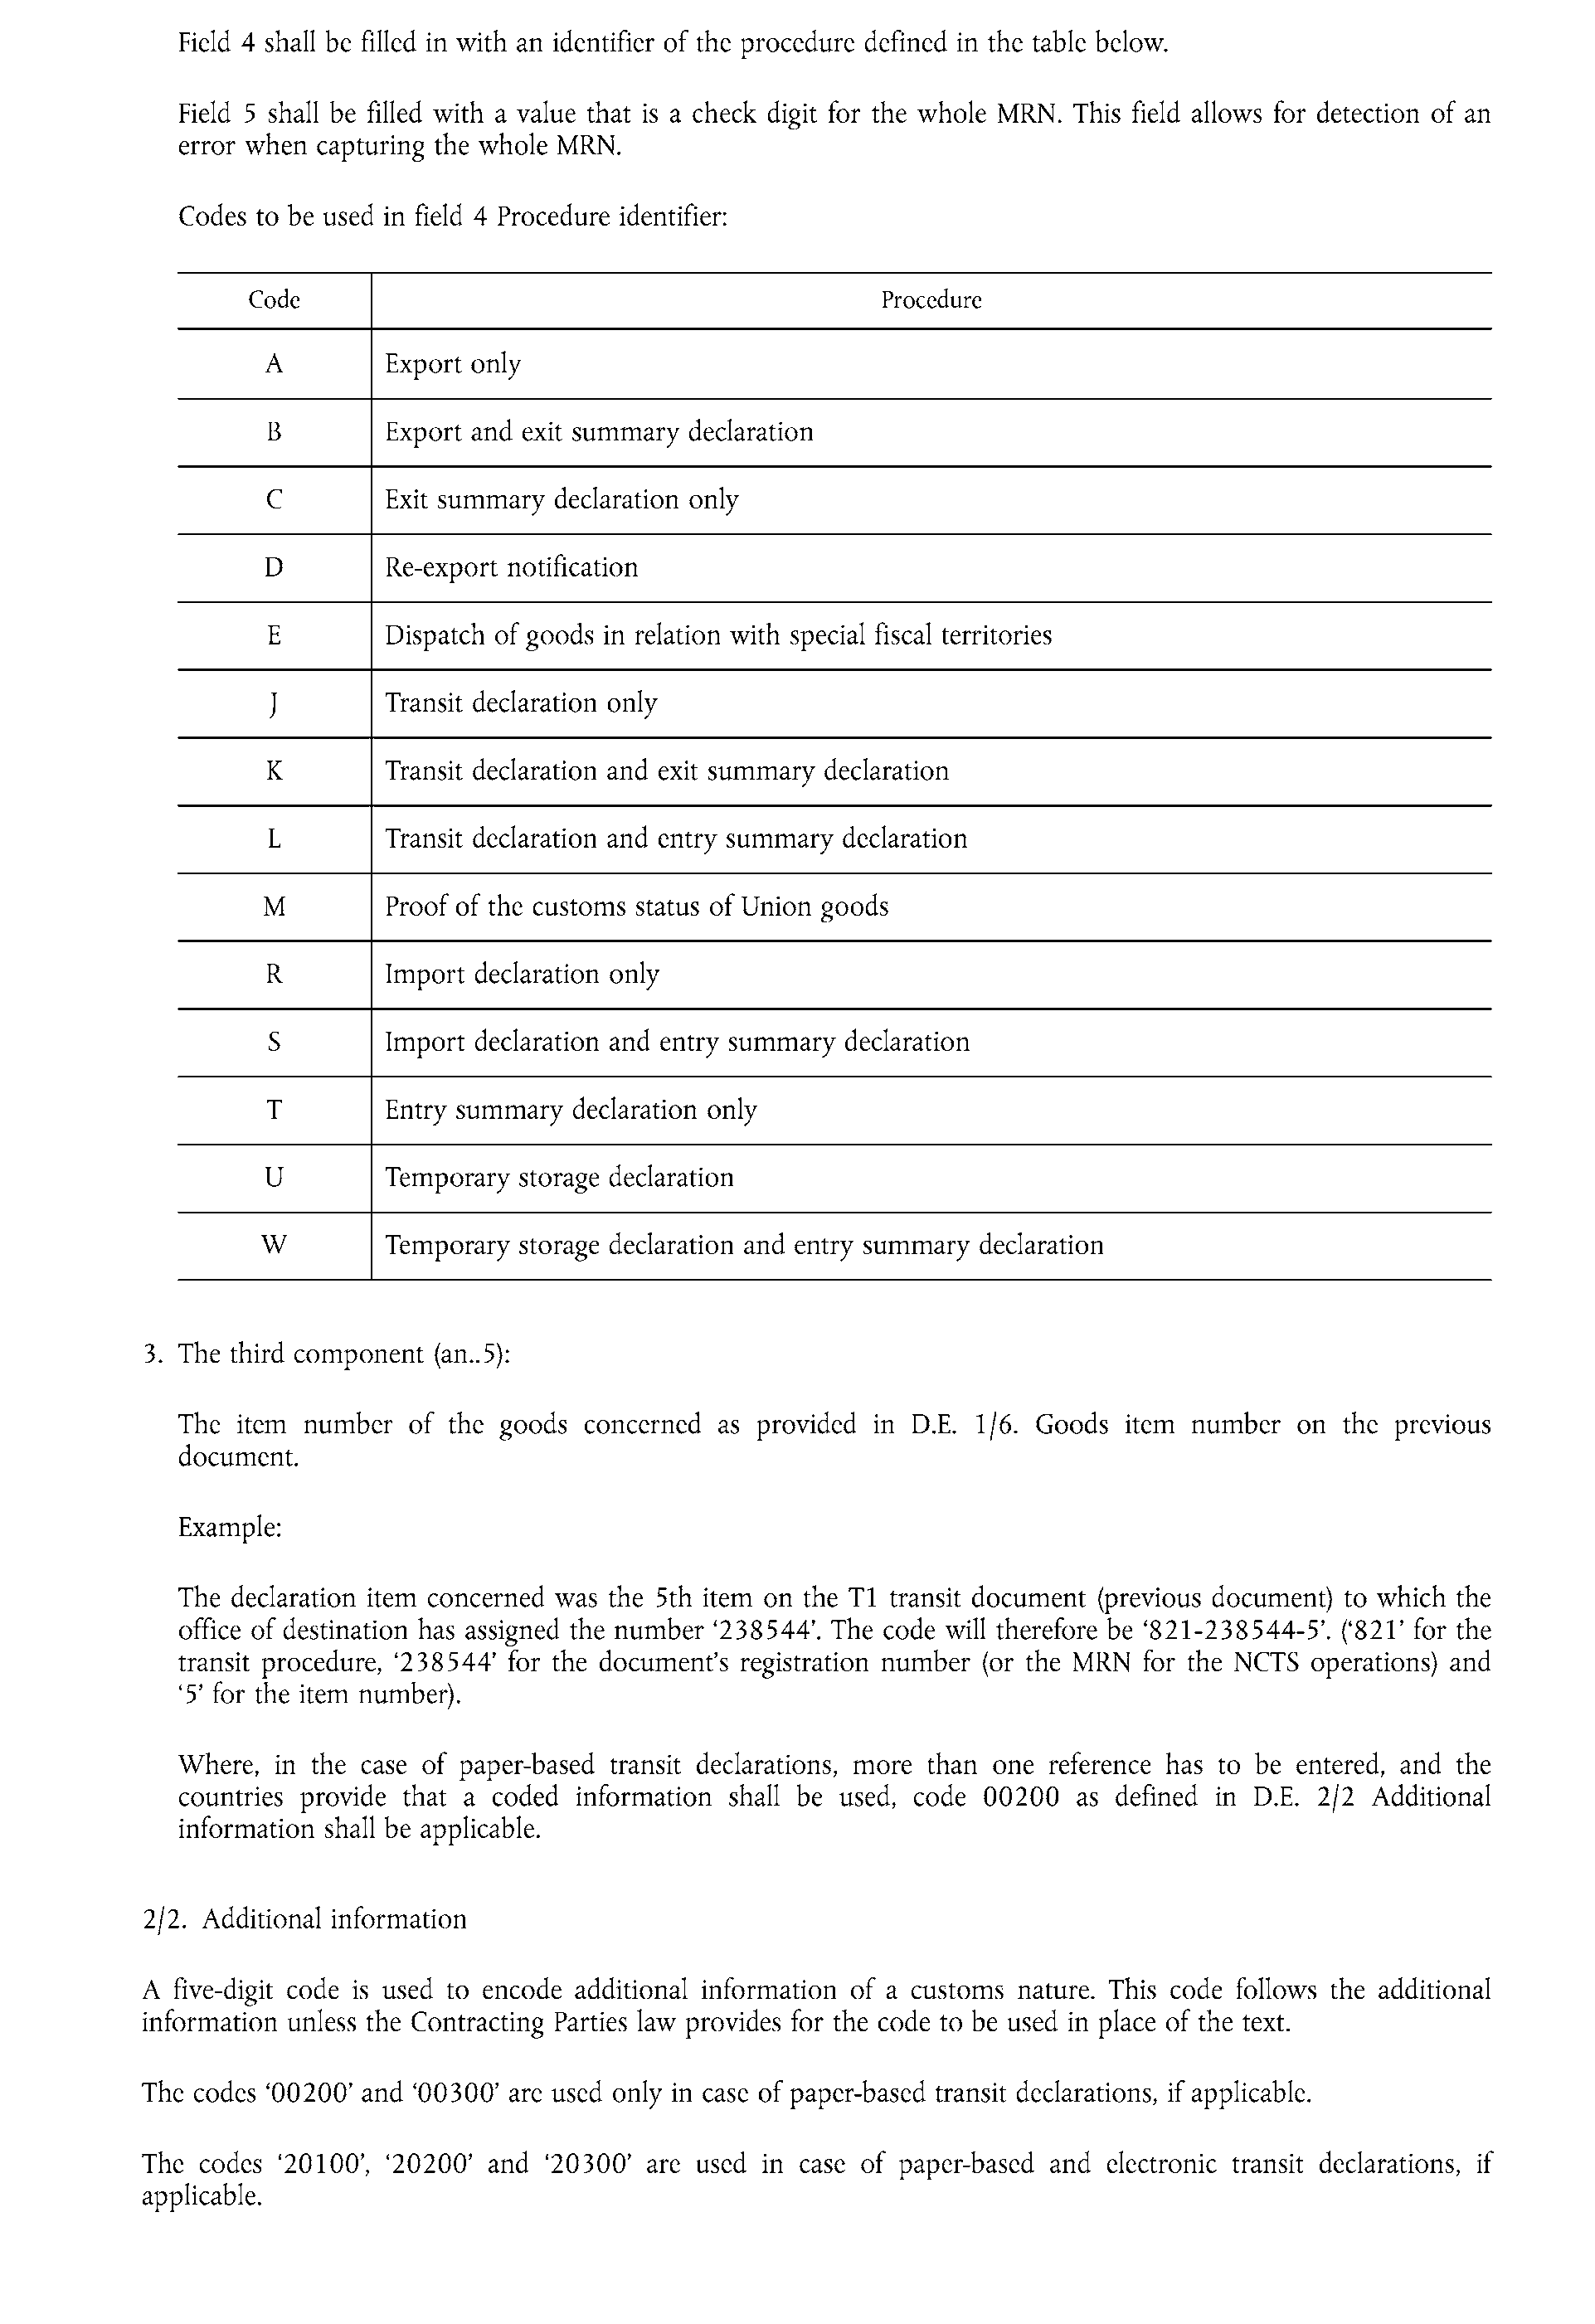 Field 4 shall be filled in with an identifier of the procedure defined in the table below.
Field 5 shall be filled with a value that is a check digit for the whole MRN. This field allows for detection of an
error when capturing the whole MRN.
Codes to be used in field 4 Procedure identifier:
Code Procedure
A Export only
B Export and exit summary declaration
C Exit summary declaration only
D Re-export notification
E Dispatch of goods in relation with special fiscal territories
J Transit declaration only
K Transit declaration and exit summary declaration
L Transit declaration and entry summary declaration
M Proof of the customs status of Union goods
R Import declaration only
S Import declaration and entry summary declaration
T Entry summary declaration only
U Temporary storage declaration
W Temporary storage declaration and entry summary declaration
3. The third component (an..5):
The item number of the goods concerned as provided in D.E. 1/6. Goods item number on the previous
document.
Example:
The declaration item concerned was the 5th item on the T1 transit document (previous document) to which the
office of destination has assigned the number ‘238544’. The code will therefore be ‘821-238544-5’. (‘821’ for the
transit procedure, ‘238544’ for the document’s registration number (or the MRN for the NCTS operations) and
‘5’ for the item number).
Where, in the case of paper-based transit declarations, more than one reference has to be entered, and the
countries provide that a coded information shall be used, code 00200 as defined in D.E. 2/2 Additional
information shall be applicable.
2/2. Additional information
A five-digit code is used to encode additional information of a customs nature. This code follows the additional
information unless the Contracting Parties law provides for the code to be used in place of the text.
The codes ‘00200’ and ‘00300’ are used only in case of paper-based transit declarations, if applicable.
The codes ‘20100’, ‘20200’ and ‘20300’ are used in case of paper-based and electronic transit declarations, if
applicable.